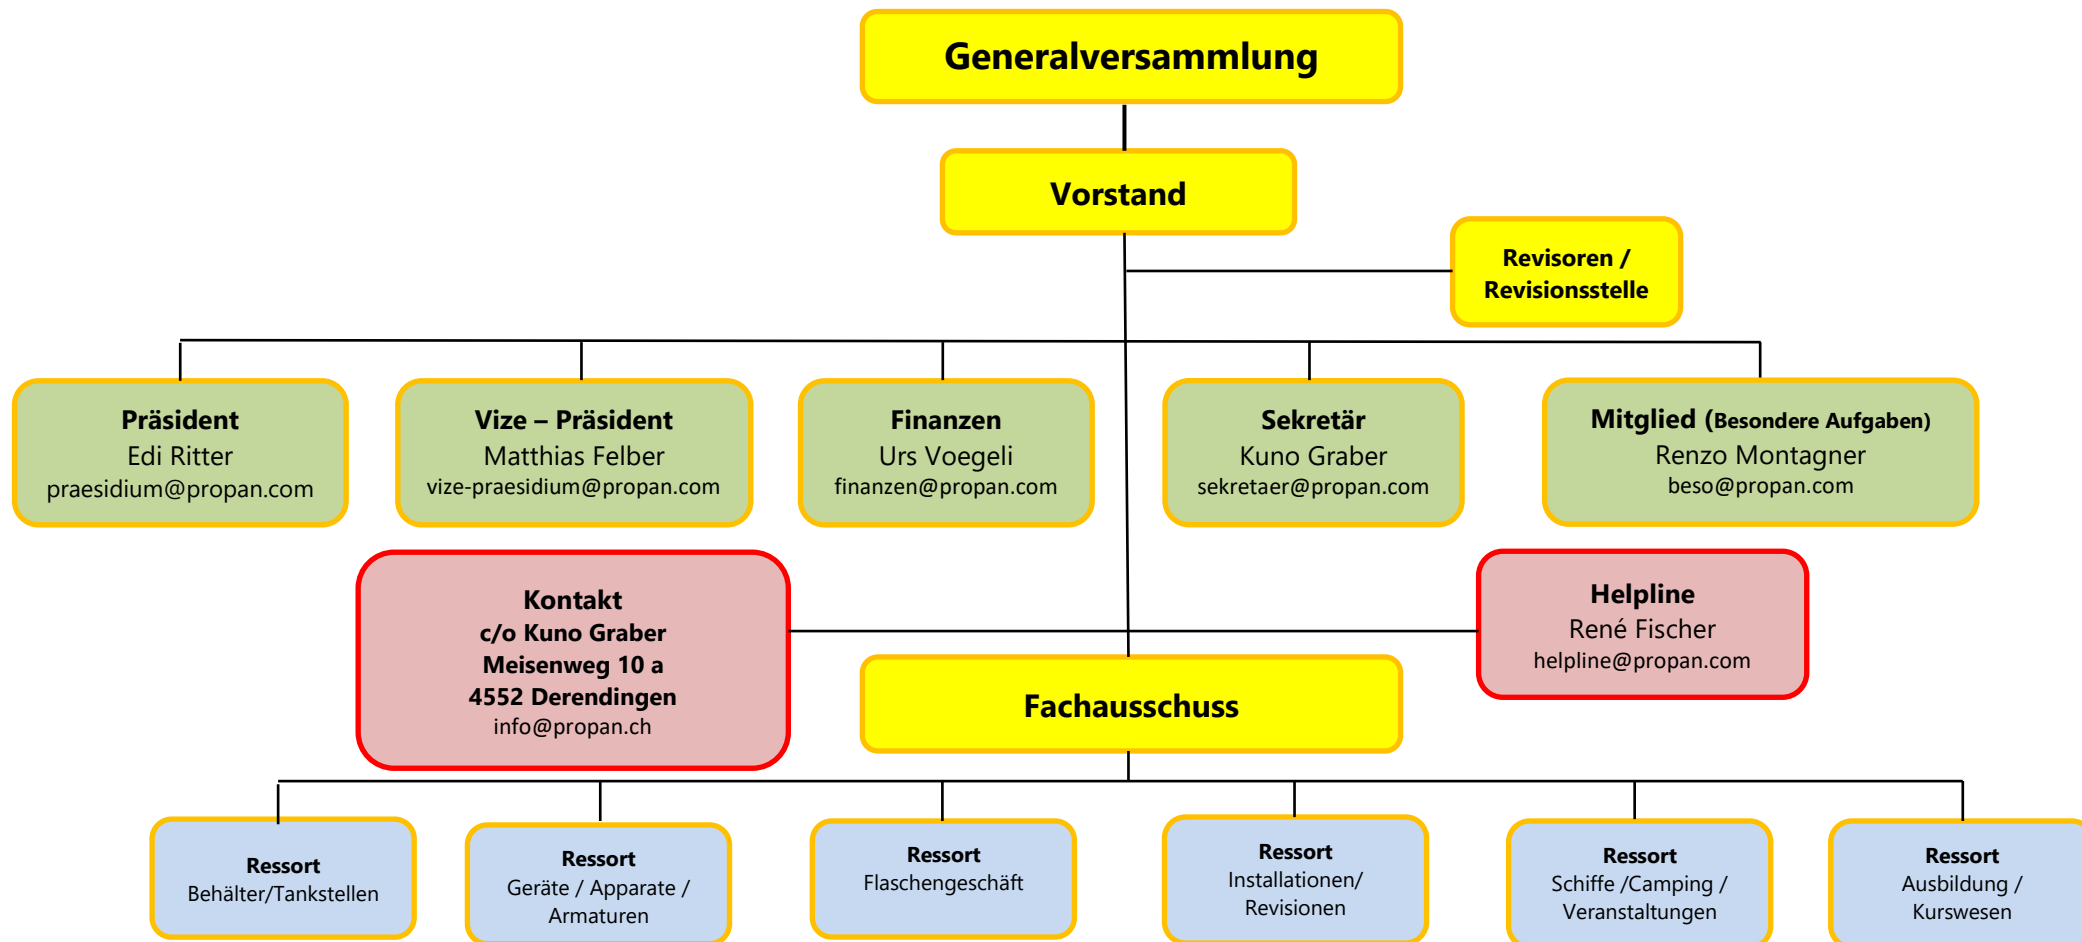 Generalversammlung
Vorstand
Revisoren /
Revisionsstelle
Präsident
Edi Ritter
praesidium@propan.com
Vize – Präsident
Matthias Felber
vize-praesidium@propan.com
Finanzen
Urs Voegeli
finanzen@propan.com
Sekretär
Kuno Graber
sekretaer@propan.com
Mitglied (Besondere Aufgaben)
Renzo Montagner
beso@propan.com
Kontakt
c/o Kuno Graber
Meisenweg 10 a
4552 Derendingen
info@propan.ch
Helpline
René Fischer
helpline@propan.com
Fachausschuss
Ressort
Behälter/Tankstellen
Ressort
Geräte / Apparate /
Armaturen
Ressort
Flaschengeschäft
Ressort
Installationen/
Revisionen
Ressort
Schiffe /Camping /
Veranstaltungen
Ressort
Ausbildung /
Kurswesen